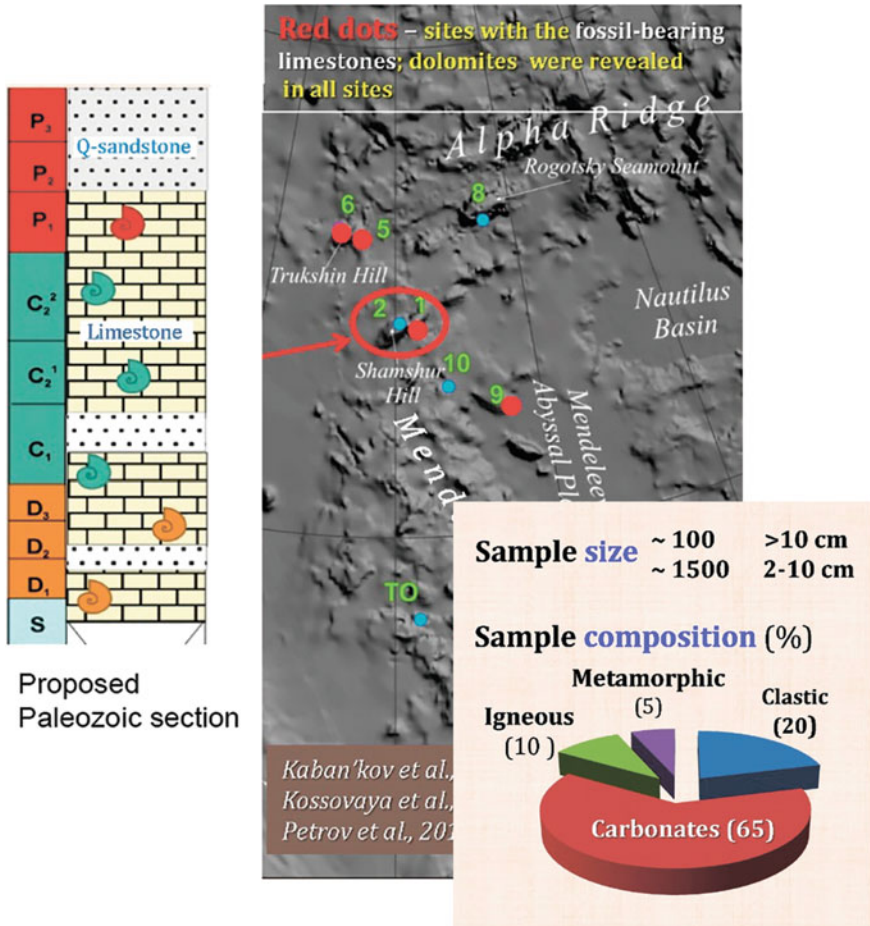 Red dots – sites with the fossil-bearing
limestones; dolomites were revealed
in all sites
P₃
P₂
P₁
C₂²
C₂¹
C₁
D₃
D₂
D₁
S
Q-sandstone
Limestone
Proposed
Paleozoic section
Alpha Ridge
Rogotsky Seamount
8
6
5
Trukshin Hill
Nautilus
Basin
2
1
Shamshur
Hill
10
9
Mendeleev
Abyssal Pl
Mend
TO
Kaban'kov et al.,
Kossovaya et al.,
Petrov et al., 201
Sample size ~ 100 >10 cm
~ 1500 2-10 cm
Sample composition (%)
Metamorphic
(5)
Igneous
(10 )
Clastic
(20)
Carbonates (65)